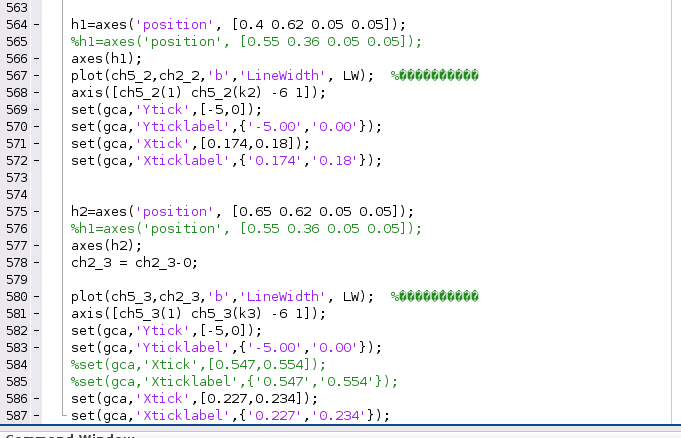 563
564 - h1=axes('position', [0.4 0.62 0.05 0.05]);
565 %h1=axes('position', [0.55 0.36 0.05 0.05]);
566 - axes(h1);
567 - plot(ch5_2,ch2_2,'b','LineWidth', LW);  %������������
568 - axis([ch5_2(1) ch5_2(k2) -6 1]);
569 - set(gca,'Ytick',[-5,0]);
570 - set(gca,'Yticklabel',{'-5.00','0.00'});
571 - set(gca,'Xtick',[0.174,0.18]);
572 - set(gca,'Xticklabel',{'0.174','0.18'});
573
574
575 - h2=axes('position', [0.65 0.62 0.05 0.05]);
576 %h1=axes('position', [0.55 0.36 0.05 0.05]);
577 - axes(h2);
578 - ch2_3 = ch2_3-0;
579
580 - plot(ch5_3,ch2_3,'b','LineWidth', LW);  %������������
581 - axis([ch5_3(1) ch5_3(k3) -6 1]);
582 - set(gca,'Ytick',[-5,0]);
583 - set(gca,'Yticklabel',{'-5.00','0.00'});
584 %set(gca,'Xtick',[0.547,0.554]);
585 %set(gca,'Xticklabel',{'0.547','0.554'});
586 - set(gca,'Xtick',[0.227,0.234]);
587 - set(gca,'Xticklabel',{'0.227','0.234'});
Command Window